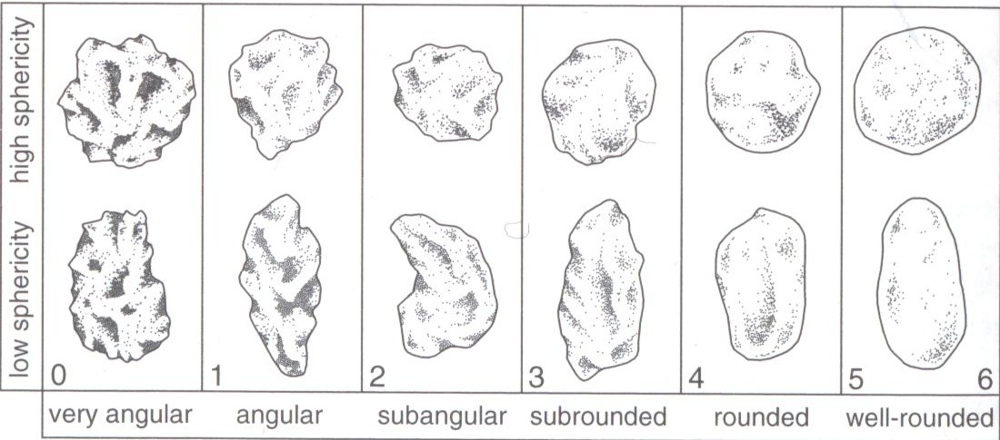 high sphericity
low sphericity
0 1 2 3 4 5 6
very angular angular subangular subrounded rounded well-rounded